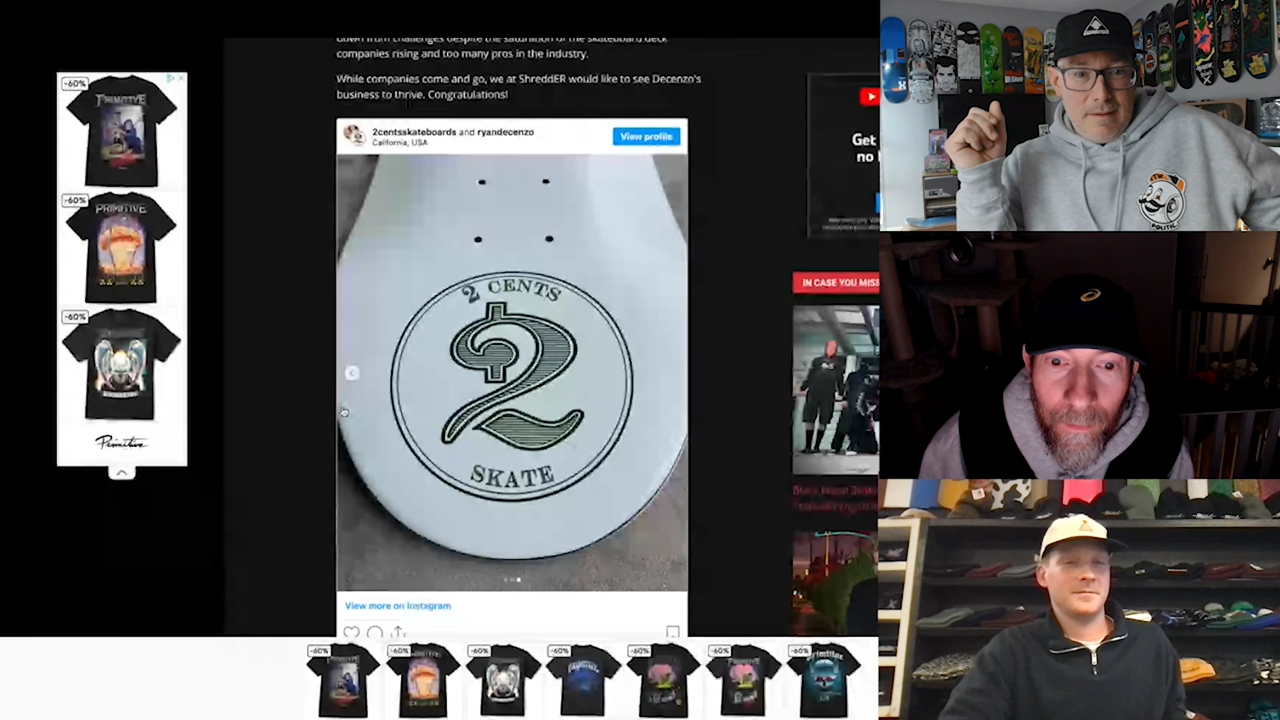 down from challenges despite the saturation of the skateboard deck
companies rising and too many pros in the industry.
While companies come and go, we at ShreddER would like to see Decenzo's
business to thrive. Congratulations!
2centsskateboards and ryandecenzo
California, USA
View profile
2 CENTS
2
SKATE
View more on Instagram
-60%
PRIMITIVE
-60%
PRIMITIVE
-60%
Primitive
Get
no
IN CASE YOU MISS
POLITIC
-60%
-60%
-60%
-60%
-60%
-60%
-60%